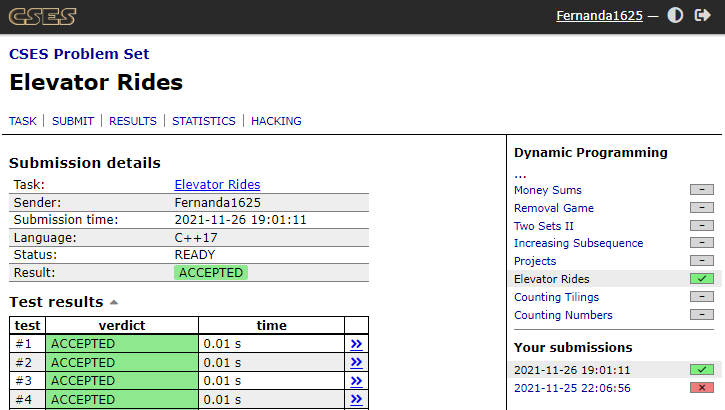 CSES
Fernanda1625 —
CSES Problem Set
Elevator Rides
TASK | SUBMIT | RESULTS | STATISTICS | HACKING
Submission details
Task: Elevator Rides
Sender: Fernanda1625
Submission time: 2021-11-26 19:01:11
Language: C++17
Status: READY
Result: ACCEPTED
Test results
test verdict time
#1 ACCEPTED 0.01 s »
#2 ACCEPTED 0.01 s »
#3 ACCEPTED 0.01 s »
#4 ACCEPTED 0.01 s »
Dynamic Programming
...
Money Sums –
Removal Game –
Two Sets II –
Increasing Subsequence –
Projects –
Elevator Rides ✓
Counting Tilings –
Counting Numbers –
Your submissions
2021-11-26 19:01:11 ✓
2021-11-25 22:06:56 ✗